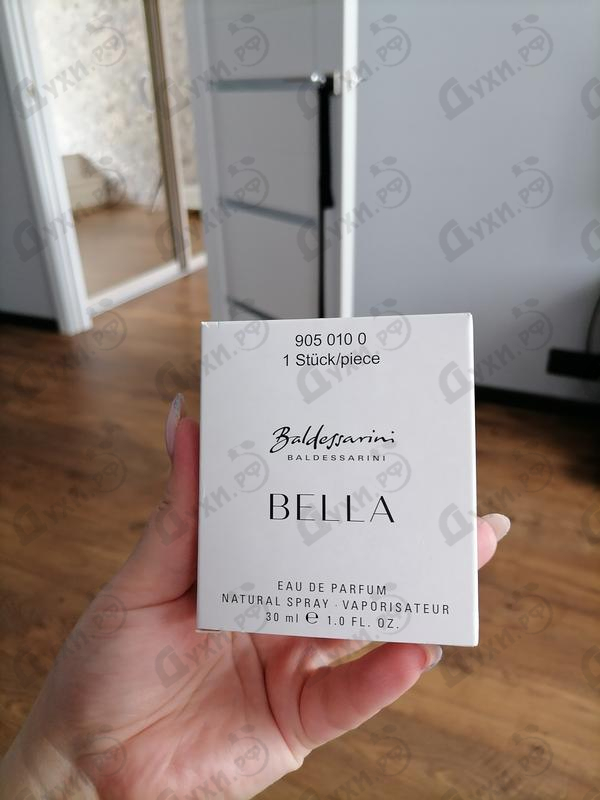 905 010 0
1 Stück/piece
Baldessarini
BALDESSARINI
BELLA
EAU DE PARFUM
NATURAL SPRAY · VAPORISATEUR
30 ml ℮ 1.0 FL. OZ.
Духи.РФ